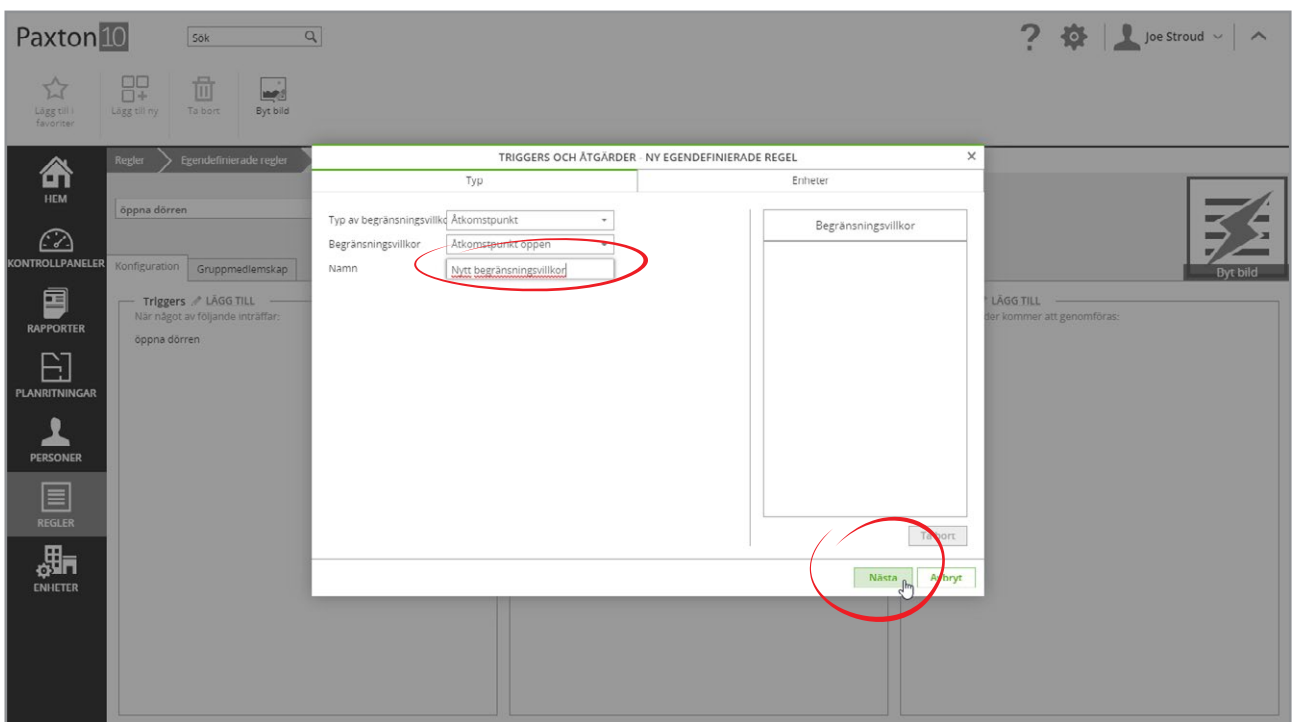 Paxton10
Sök
Joe Stroud
Lägg till i
favoriter
Lägg till ny
Ta bort
Byt bild
HEM
KONTROLLPANELER
RAPPORTER
PLANRITNINGAR
PERSONER
REGLER
ENHETER
Regler
Egendefinierade regler
öppna dörren
Konfiguration
Gruppmedlemskap
Triggers LÄGG TILL
När något av följande inträffar:
öppna dörren
TRIGGERS OCH ÅTGÄRDER - NY EGENDEFINIERADE REGEL
Typ
Enheter
Typ av begränsningsvillko
Åtkomstpunkt
Begränsningsvillkor
Åtkomstpunkt öppen
Namn
Nytt begränsningsvillkor
Begränsningsvillkor
Ta bort
Nästa
Avbryt
Byt bild
LÄGG TILL
der kommer att genomföras: